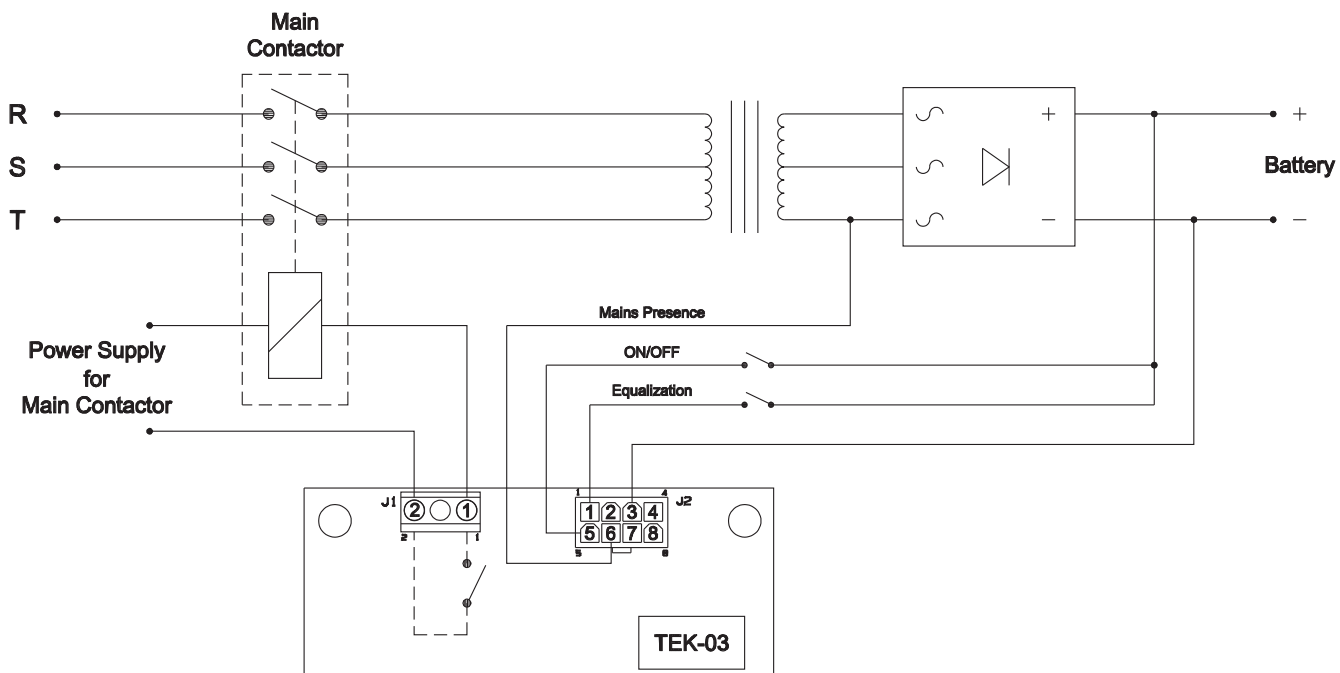 Main
Contactor
R
S
T
+
−
+
−
Battery
Mains Presence
ON/OFF
Equalization
Power Supply
for
Main Contactor
J1
2 1
2 1
1 4
J2
1 2 3 4
5 6 7 8
5 8
TEK-03